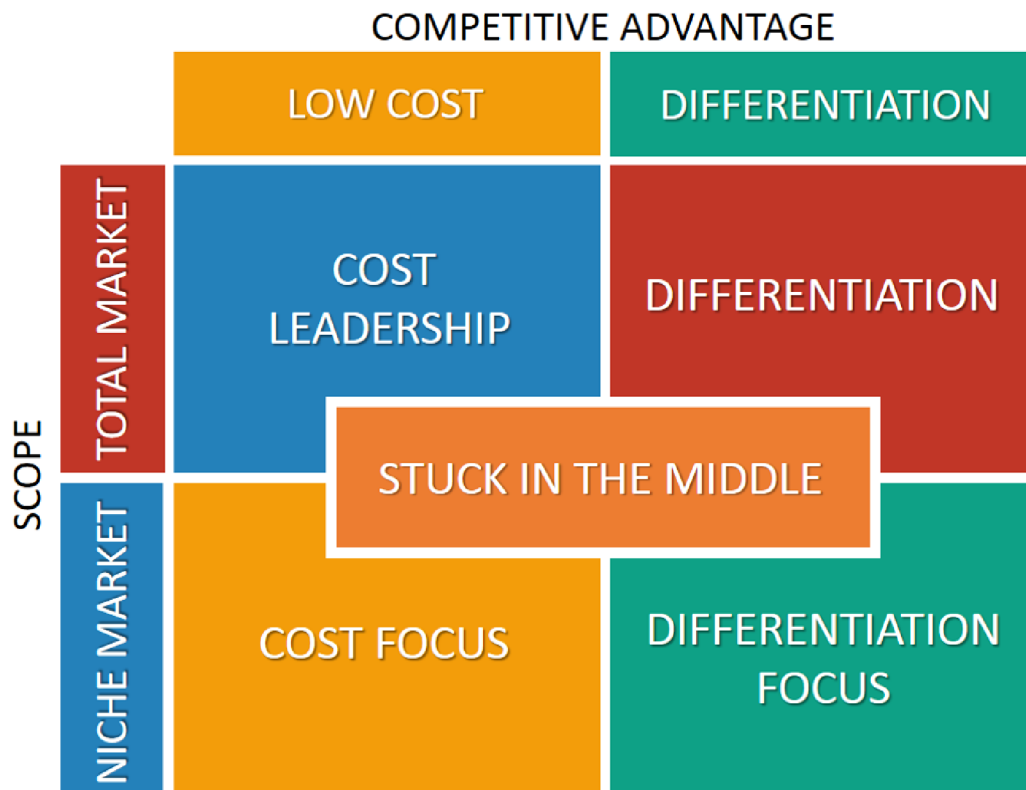 COMPETITIVE ADVANTAGE
LOW COST
DIFFERENTIATION
SCOPE
TOTAL MARKET
COST
LEADERSHIP
DIFFERENTIATION
STUCK IN THE MIDDLE
NICHE MARKET
COST FOCUS
DIFFERENTIATION
FOCUS